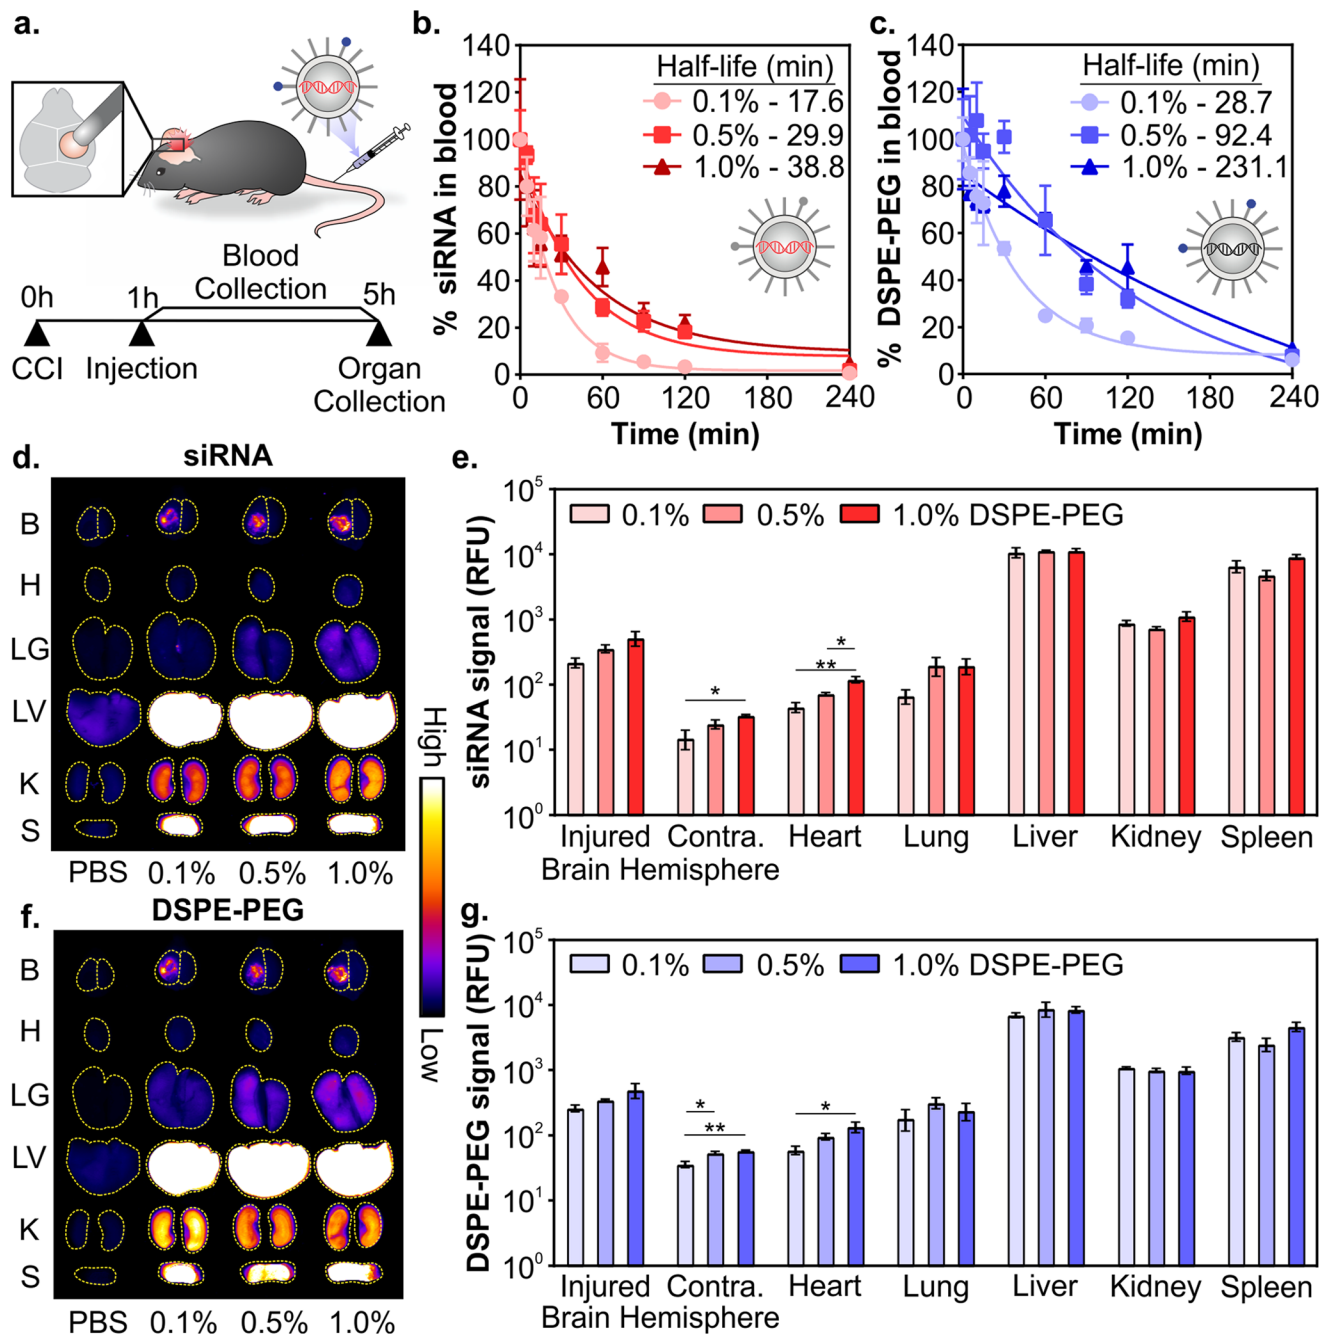 a.
Blood
Collection
0h
1h
5h
CCI
Injection
Organ
Collection
b.
% siRNA in blood
140
120
100
80
60
40
20
0
Half-life (min)
0.1% - 17.6
0.5% - 29.9
1.0% - 38.8
0 60 120 180 240
Time (min)
c.
% DSPE-PEG in blood
140
120
100
80
60
40
20
0
Half-life (min)
0.1% - 28.7
0.5% - 92.4
1.0% - 231.1
0 60 120 180 240
Time (min)
d.
siRNA
B
H
LG
LV
K
S
PBS 0.1% 0.5% 1.0%
High
Low
e.
siRNA signal (RFU)
10^5
10^4
10^3
10^2
10^1
10^0
0.1% 0.5% 1.0% DSPE-PEG
*
**
*
Injured Contra. Heart Lung Liver Kidney Spleen
Brain Hemisphere
f.
DSPE-PEG
B
H
LG
LV
K
S
PBS 0.1% 0.5% 1.0%
g.
DSPE-PEG signal (RFU)
10^5
10^4
10^3
10^2
10^1
10^0
0.1% 0.5% 1.0% DSPE-PEG
*
**
*
Injured Contra. Heart Lung Liver Kidney Spleen
Brain Hemisphere